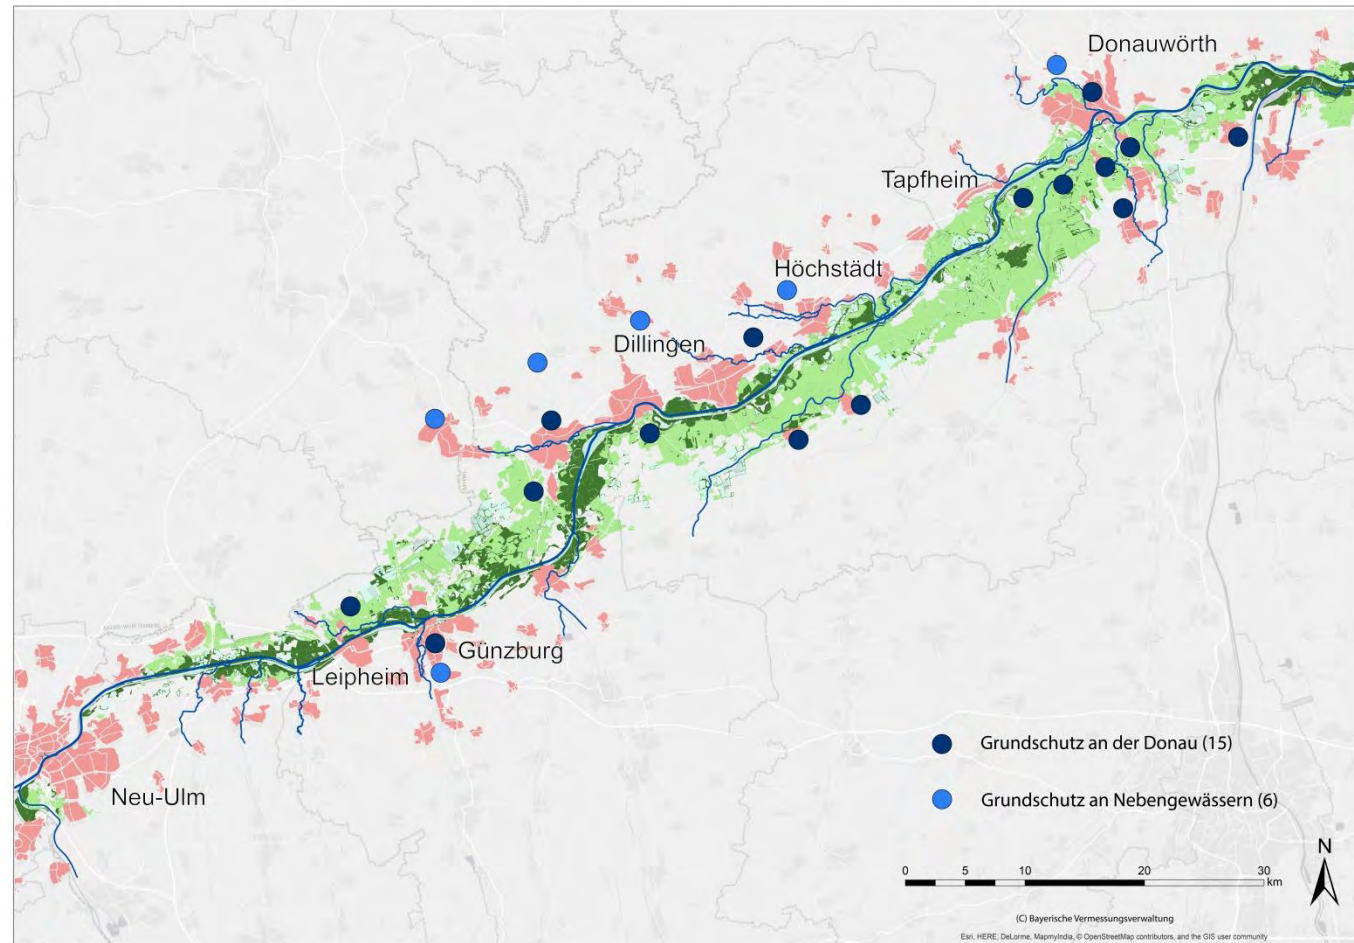 Donauwörth
Tapfheim
Höchstädt
Dillingen
Günzburg
Leipheim
Neu-Ulm
Grundschutz an der Donau (15)
Grundschutz an Nebengewässern (6)
N
0 5 10 20 30
km
(C) Bayerische Vermessungsverwaltung
Esri, HERE, DeLorme, MapmyIndia, © OpenStreetMap contributors, and the GIS user community